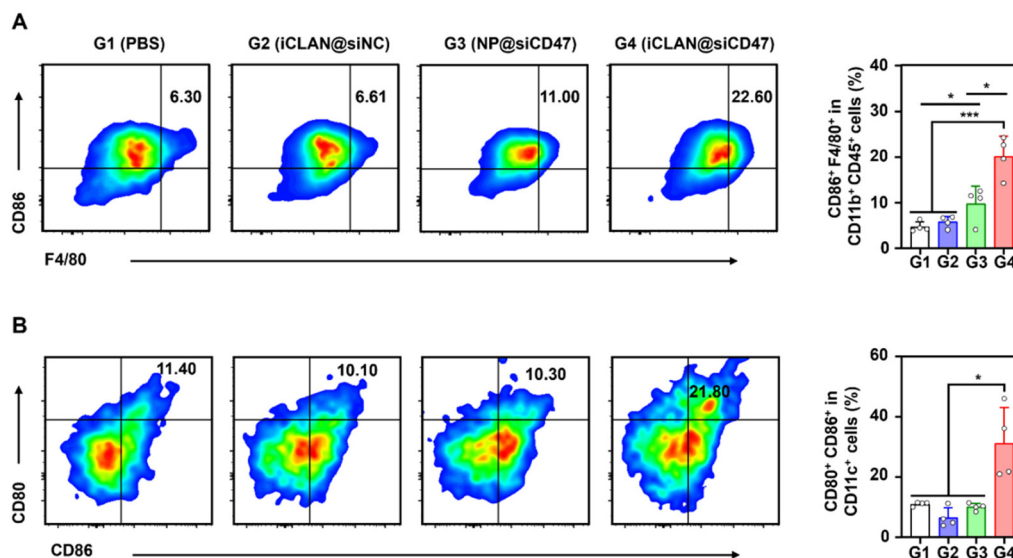 A
G1 (PBS) G2 (iCLAN@siNC) G3 (NP@siCD47) G4 (iCLAN@siCD47)
6.30 6.61 11.00 22.60
CD86
F4/80
CD86⁺ F4/80⁺ in
CD11b⁺ CD45⁺ cells (%)
40
30
20
10
0
* *
***
G1 G2 G3 G4
B
11.40 10.10 10.30 21.80
CD80
CD86
CD80⁺ CD86⁺ in
CD11c⁺ cells (%)
60
40
20
0
*
G1 G2 G3 G4